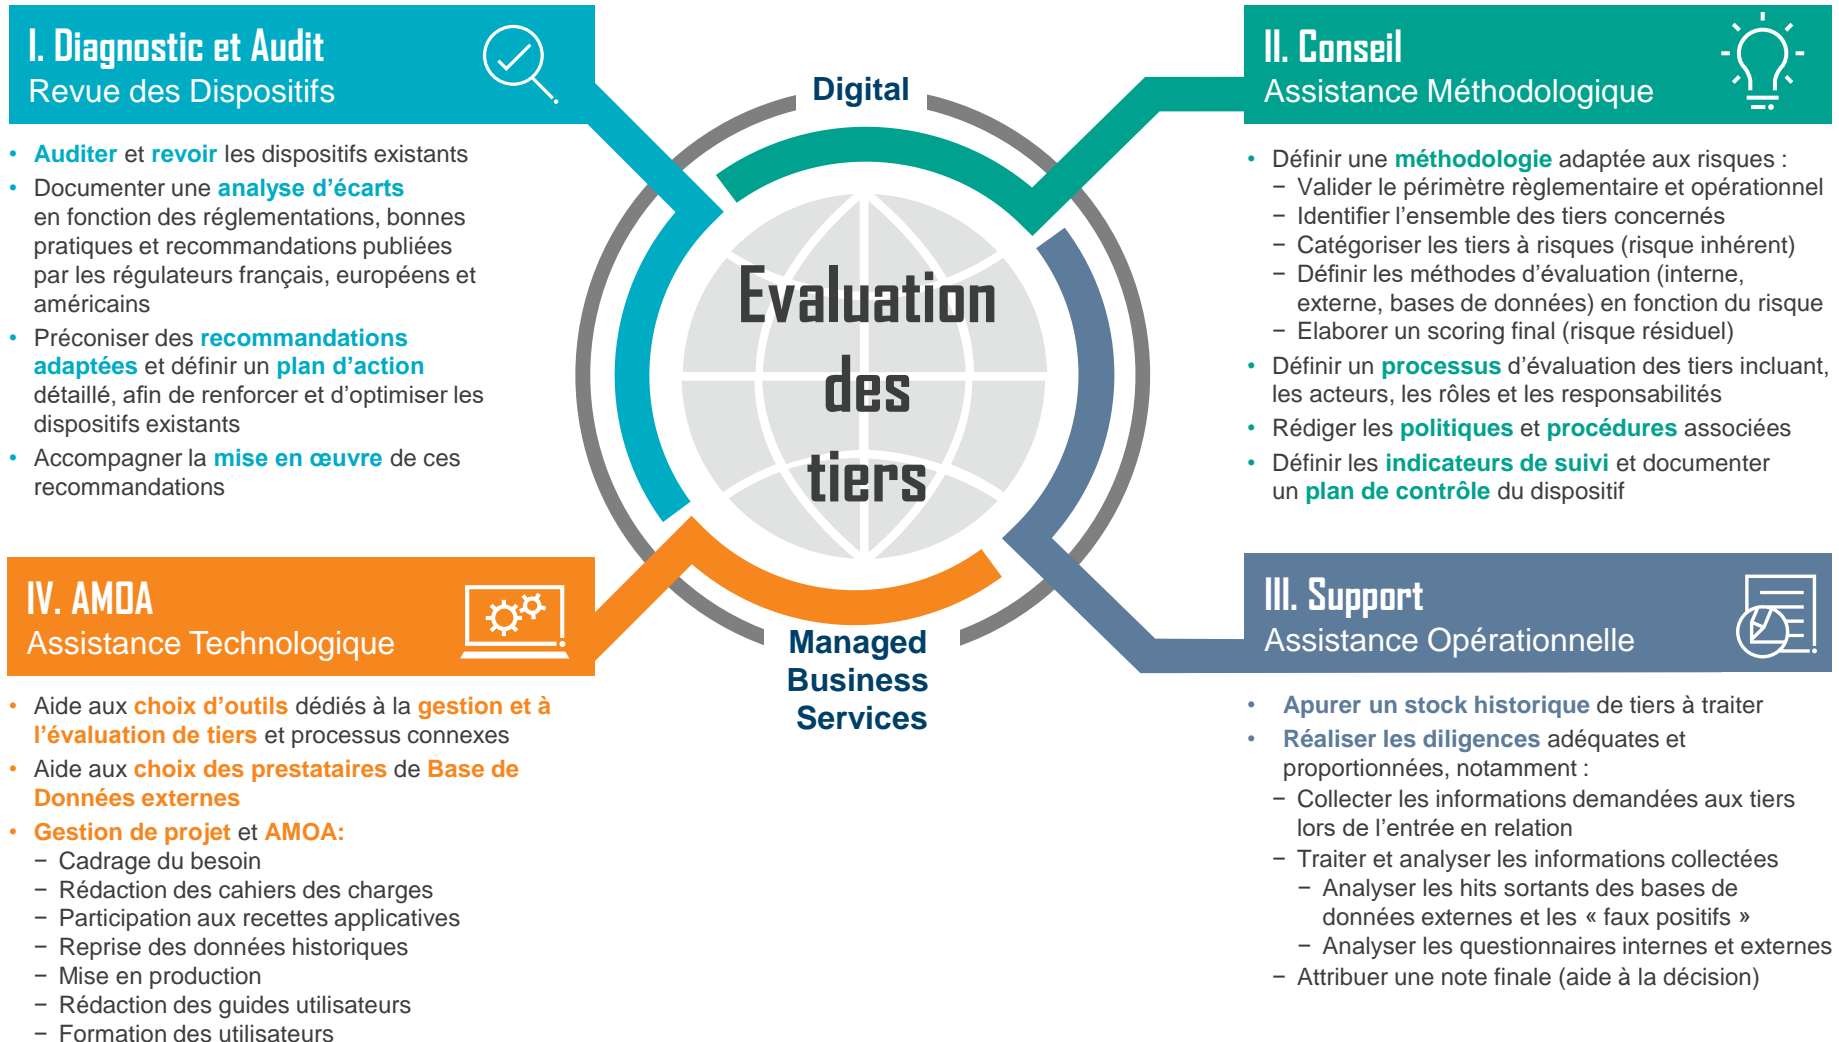 I. Diagnostic et Audit
Revue des Dispositifs
• Auditer et revoir les dispositifs existants
• Documenter une analyse d’écarts
en fonction des réglementations, bonnes
pratiques et recommandations publiées
par les régulateurs français, européens et
américains
• Préconiser des recommandations
adaptées et définir un plan d’action
détaillé, afin de renforcer et d’optimiser les
dispositifs existants
• Accompagner la mise en œuvre de ces
recommandations
Digital
Evaluation
des
tiers
Managed
Business
Services
II. Conseil
Assistance Méthodologique
• Définir une méthodologie adaptée aux risques :
− Valider le périmètre règlementaire et opérationnel
− Identifier l’ensemble des tiers concernés
− Catégoriser les tiers à risques (risque inhérent)
− Définir les méthodes d’évaluation (interne,
externe, bases de données) en fonction du risque
− Elaborer un scoring final (risque résiduel)
• Définir un processus d’évaluation des tiers incluant,
les acteurs, les rôles et les responsabilités
• Rédiger les politiques et procédures associées
• Définir les indicateurs de suivi et documenter
un plan de contrôle du dispositif
III. Support
Assistance Opérationnelle
• Apurer un stock historique de tiers à traiter
• Réaliser les diligences adéquates et
proportionnées, notamment :
− Collecter les informations demandées aux tiers
lors de l’entrée en relation
− Traiter et analyser les informations collectées
− Analyser les hits sortants des bases de
données externes et les « faux positifs »
− Analyser les questionnaires internes et externes
− Attribuer une note finale (aide à la décision)
IV. AMOA
Assistance Technologique
• Aide aux choix d’outils dédiés à la gestion et à
l’évaluation de tiers et processus connexes
• Aide aux choix des prestataires de Base de
Données externes
• Gestion de projet et AMOA:
− Cadrage du besoin
− Rédaction des cahiers des charges
− Participation aux recettes applicatives
− Reprise des données historiques
− Mise en production
− Rédaction des guides utilisateurs
− Formation des utilisateurs